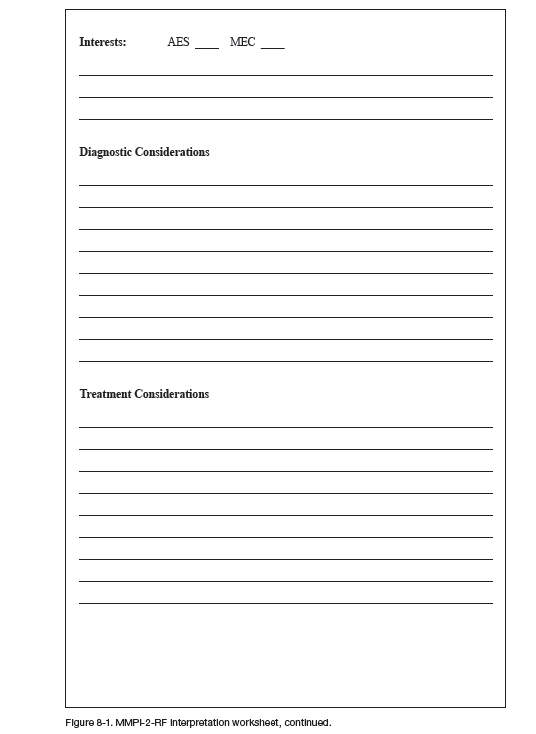 Interests: AES ____ MEC ____
Diagnostic Considerations
Treatment Considerations
Figure 8-1. MMPI-2-RF interpretation worksheet, continued.